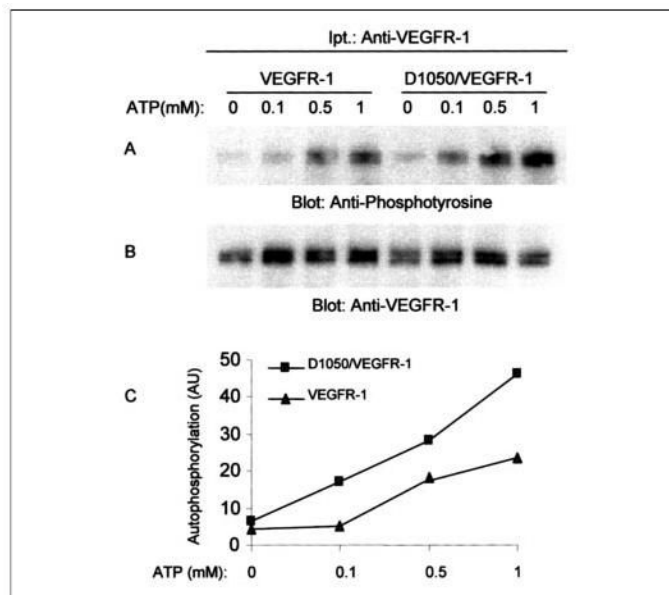 Ipt.: Anti-VEGFR-1
VEGFR-1 D1050/VEGFR-1
ATP(mM): 0 0.1 0.5 1 0 0.1 0.5 1
A
Blot: Anti-Phosphotyrosine
B
Blot: Anti-VEGFR-1
C
Autophosphorylation (AU)
50
40
30
20
10
0
D1050/VEGFR-1
VEGFR-1
ATP (mM): 0 0.1 0.5 1